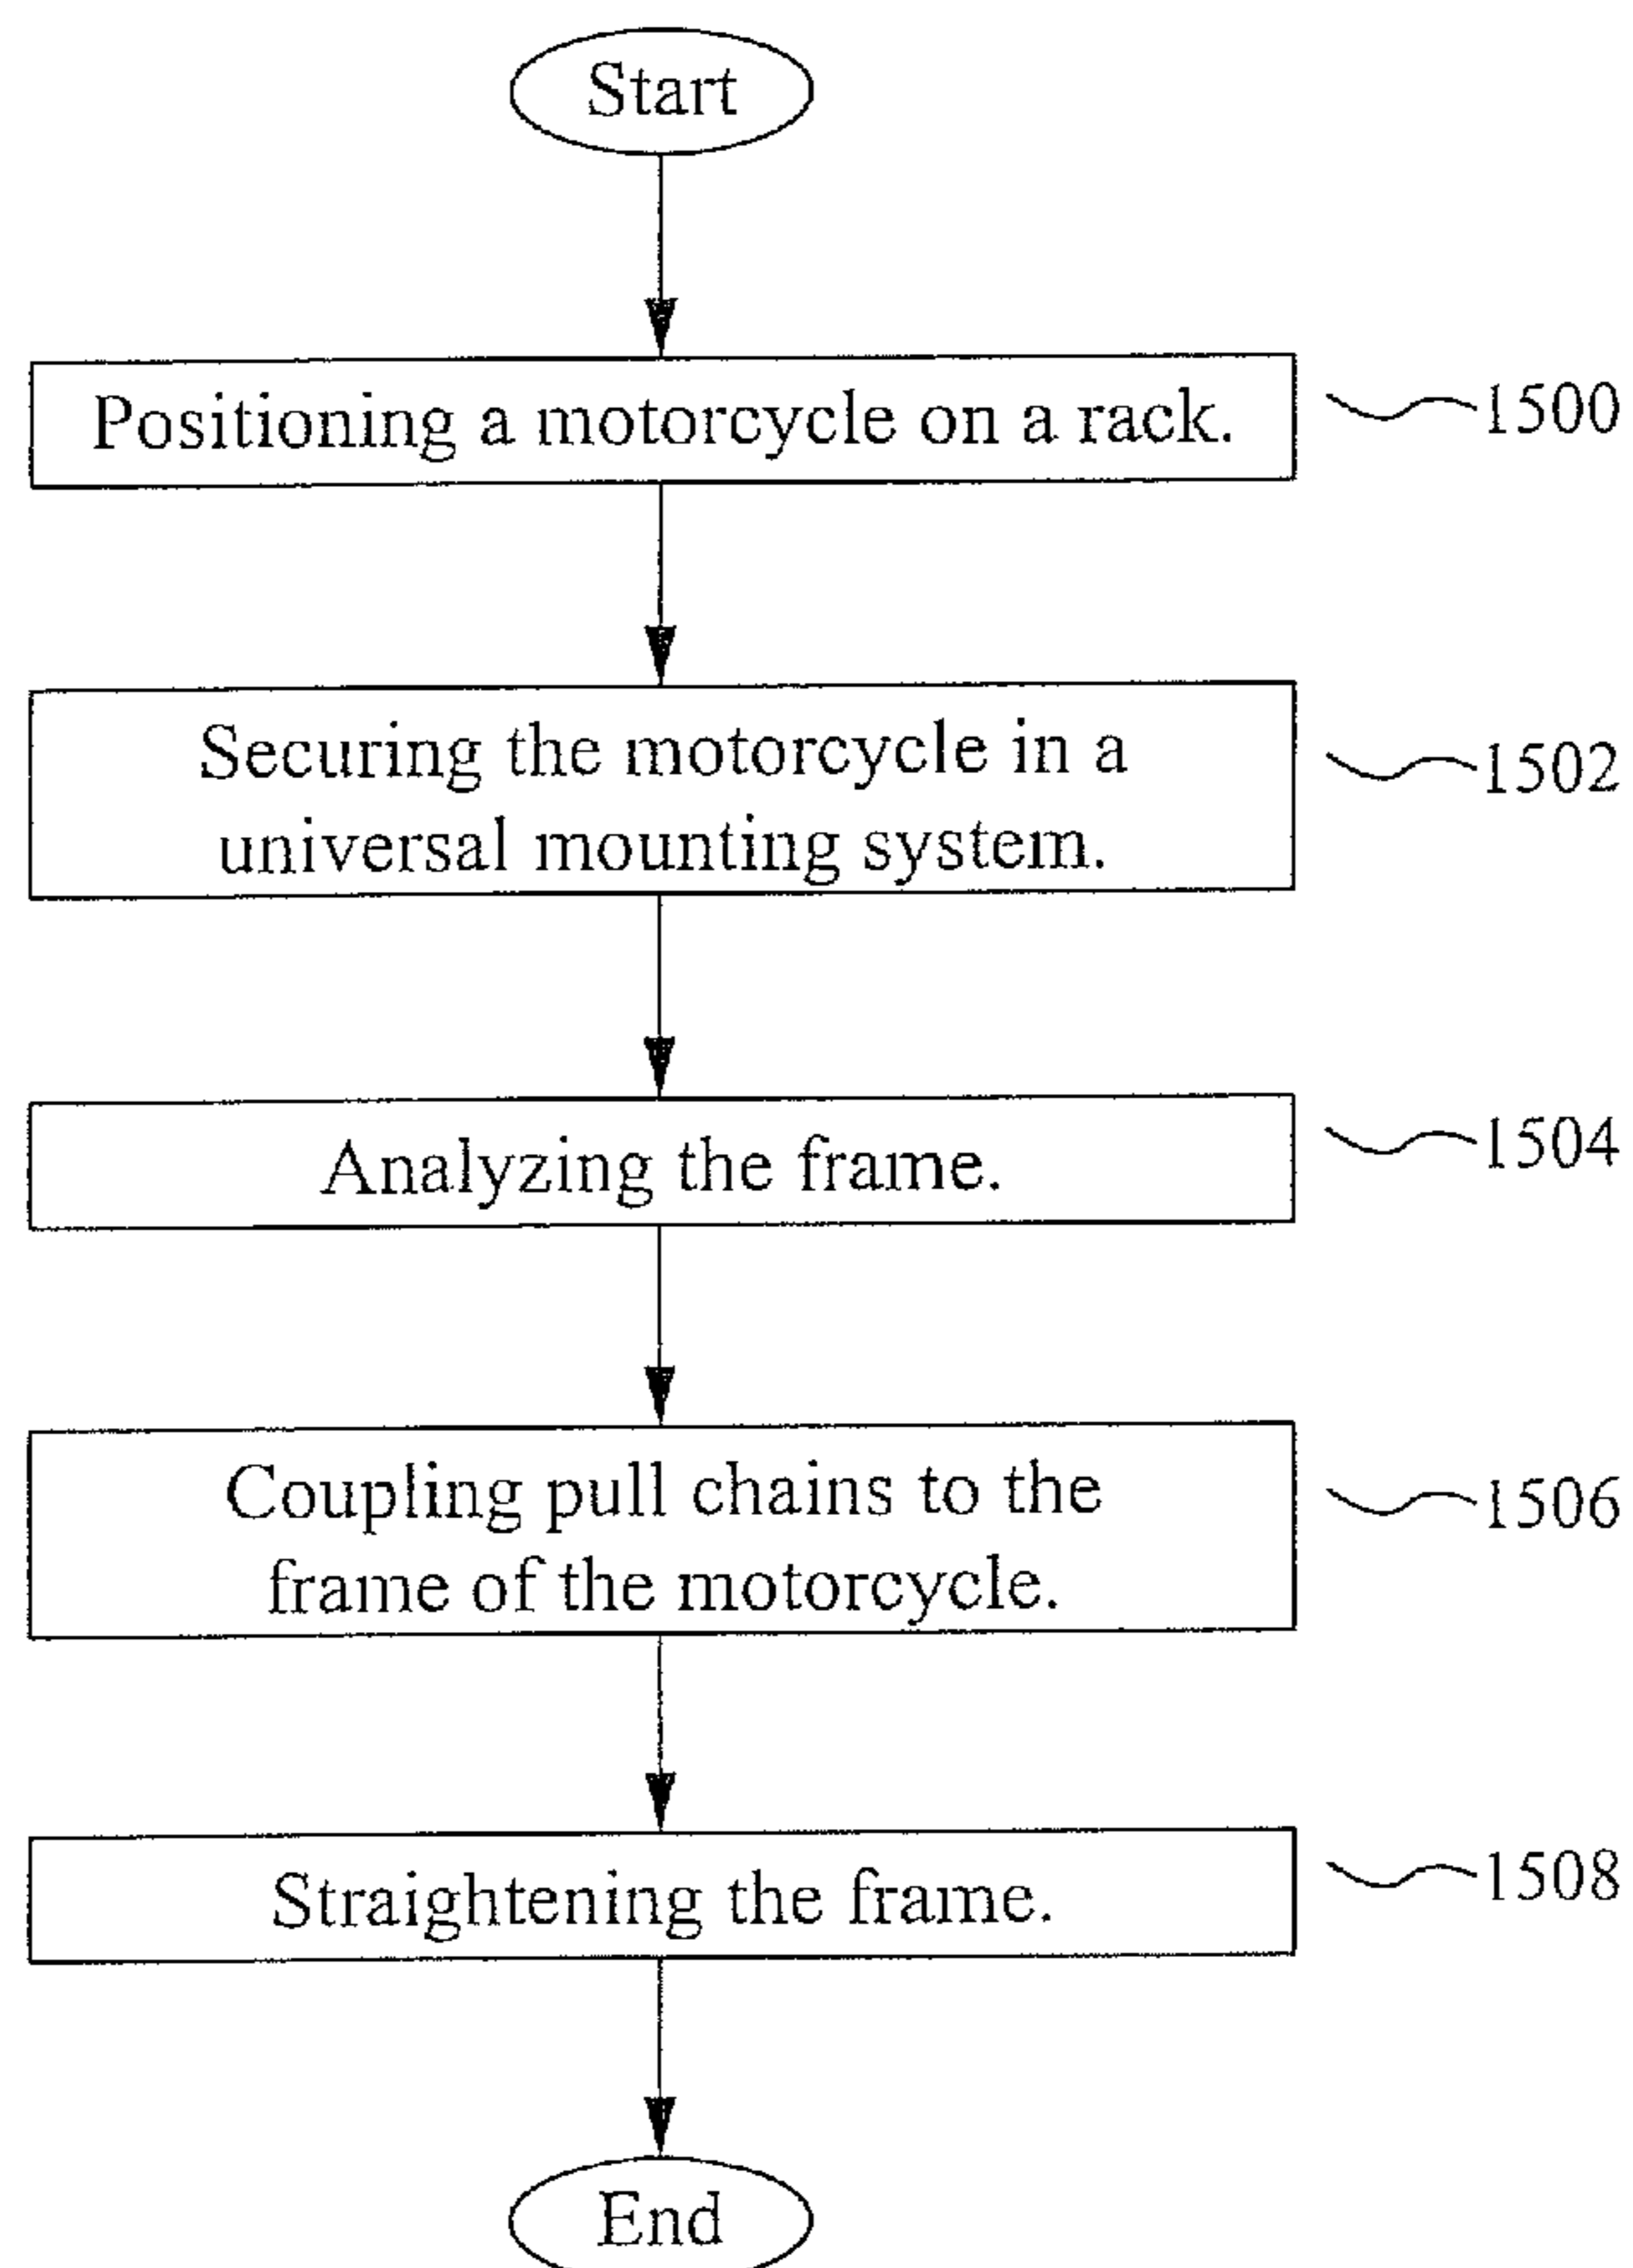 Start
Positioning a motorcycle on a rack.
1500
Securing the motorcycle in a
universal mounting system.
1502
Analyzing the frame.
1504
Coupling pull chains to the
frame of the motorcycle.
1506
Straightening the frame.
1508
End